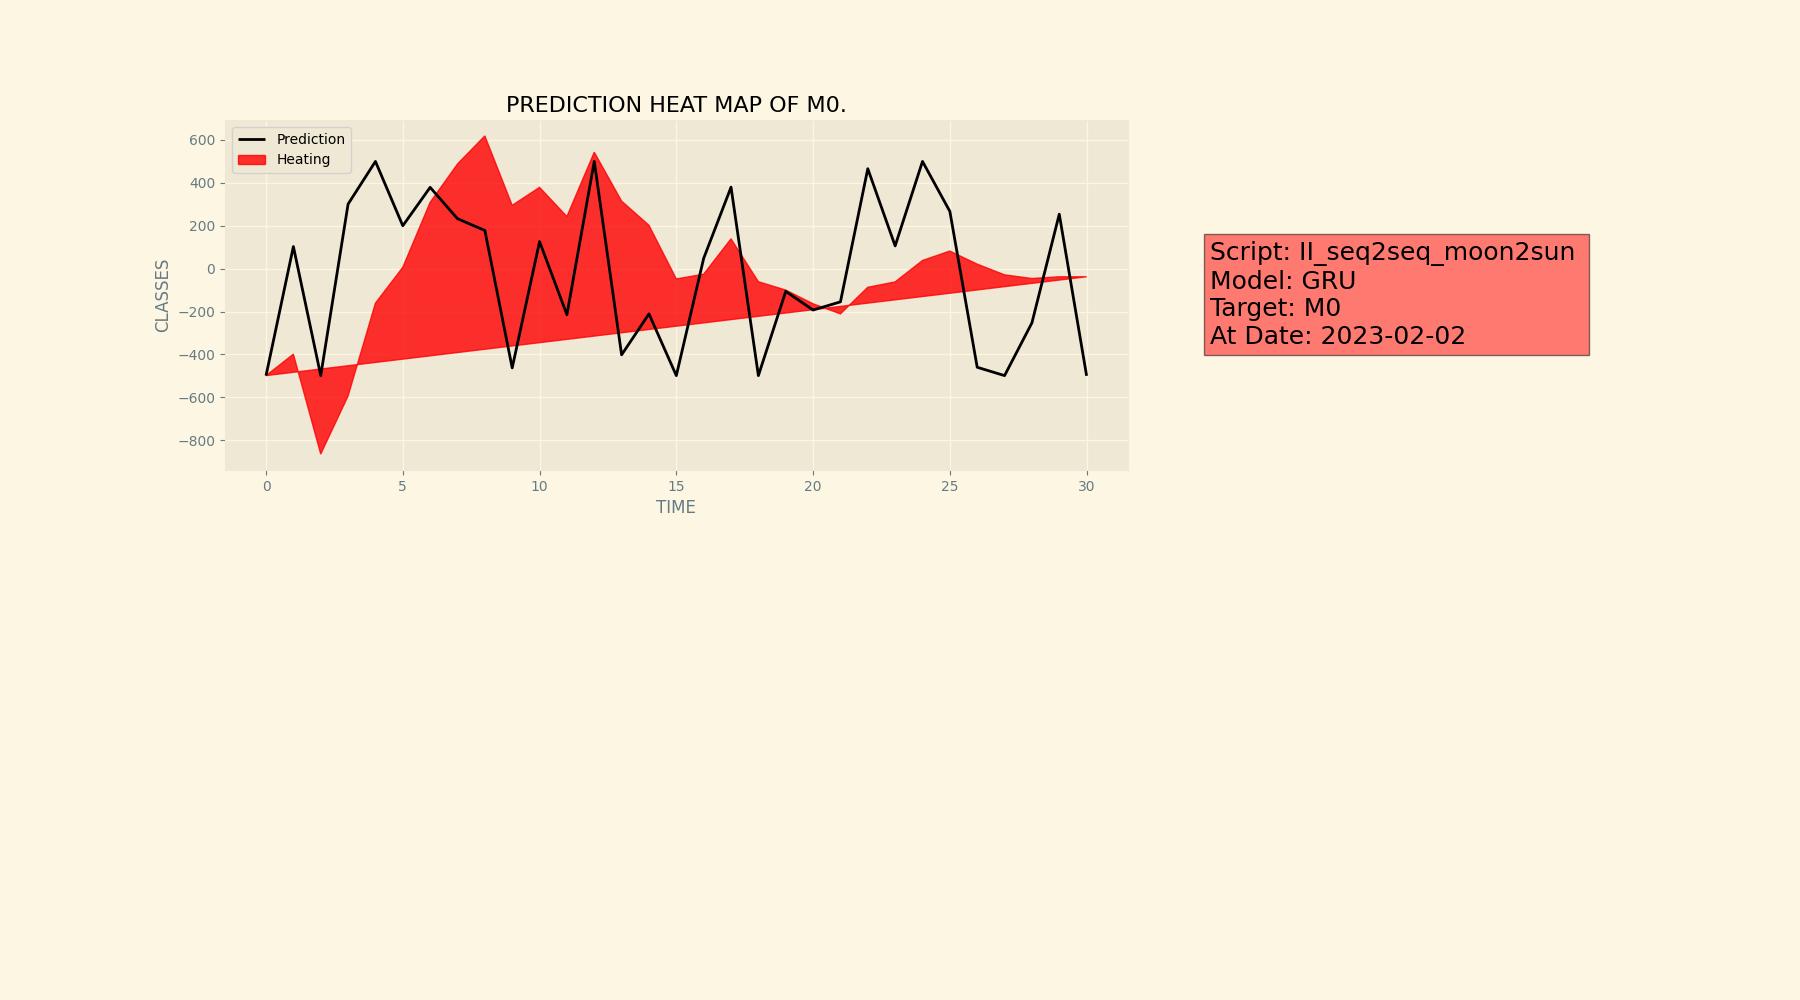 PREDICTION HEAT MAP OF M0.
Prediction
Heating
600
400
200
0
−200
−400
−600
−800
CLASSES
0 5 10 15 20 25 30
TIME
Script: II_seq2seq_moon2sun
Model: GRU
Target: M0
At Date: 2023-02-02